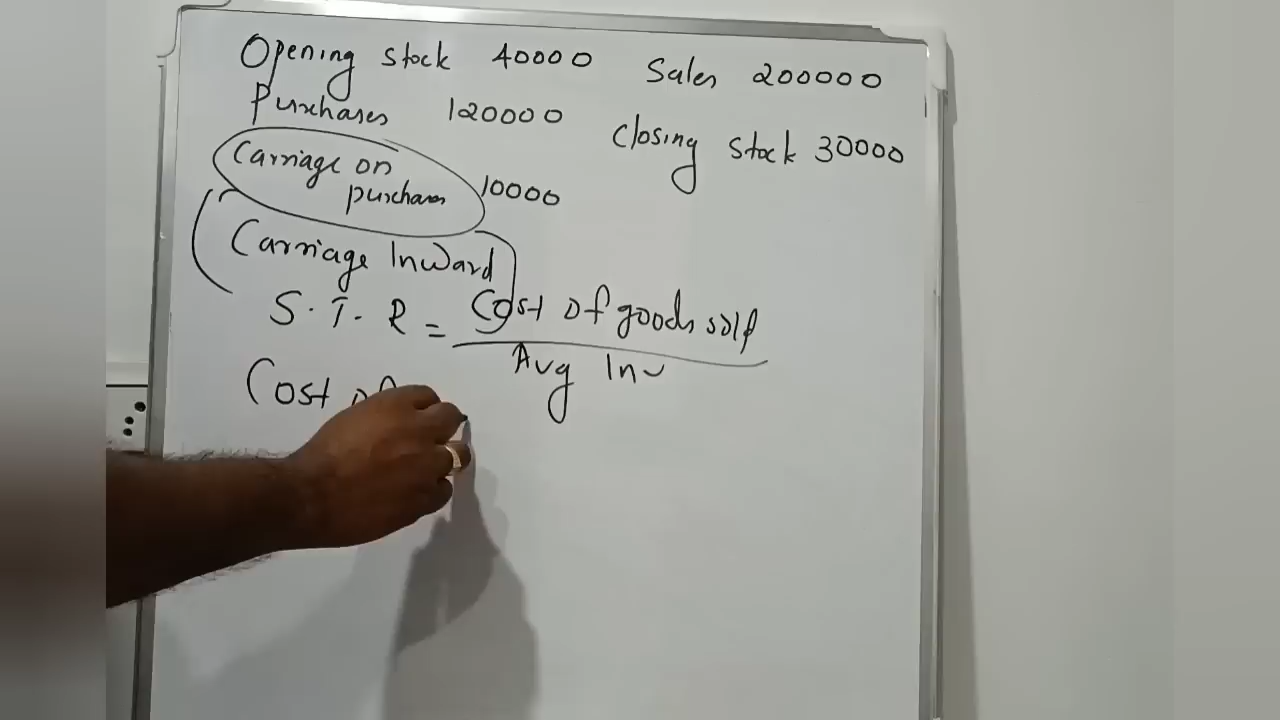 Opening stock 40000 Sales 200000
Purchases 120000 Closing stock 30000
Carriage on
purchases 10000
Carriage Inward
S.T.R = Cost of goods sold
Avg Inv
Cost of